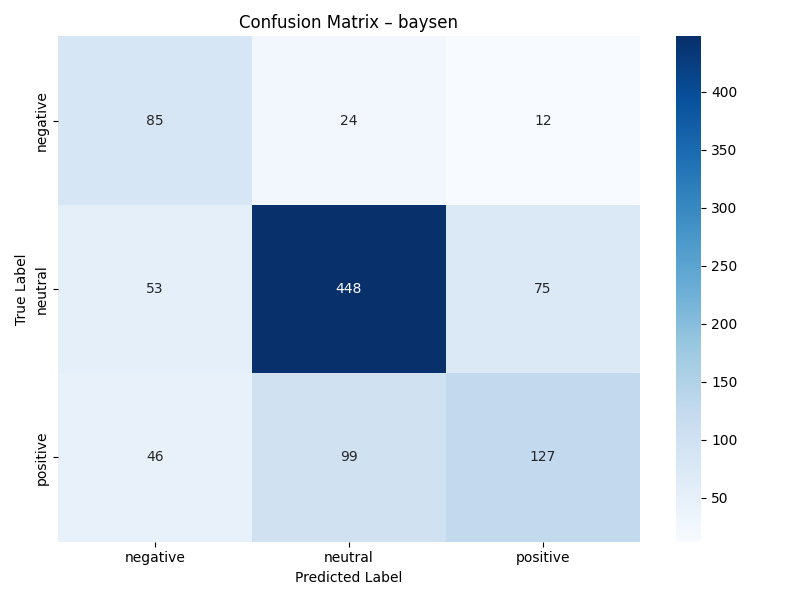 Confusion Matrix – baysen
negative
85
24
12
neutral
53
448
75
positive
46
99
127
True Label
negative
neutral
positive
Predicted Label
400
350
300
250
200
150
100
50